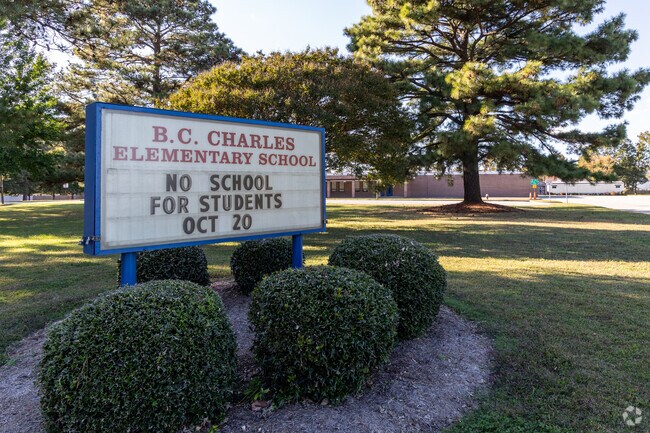 B.C. CHARLES
ELEMENTARY SCHOOL
NO SCHOOL
FOR STUDENTS
OCT 20